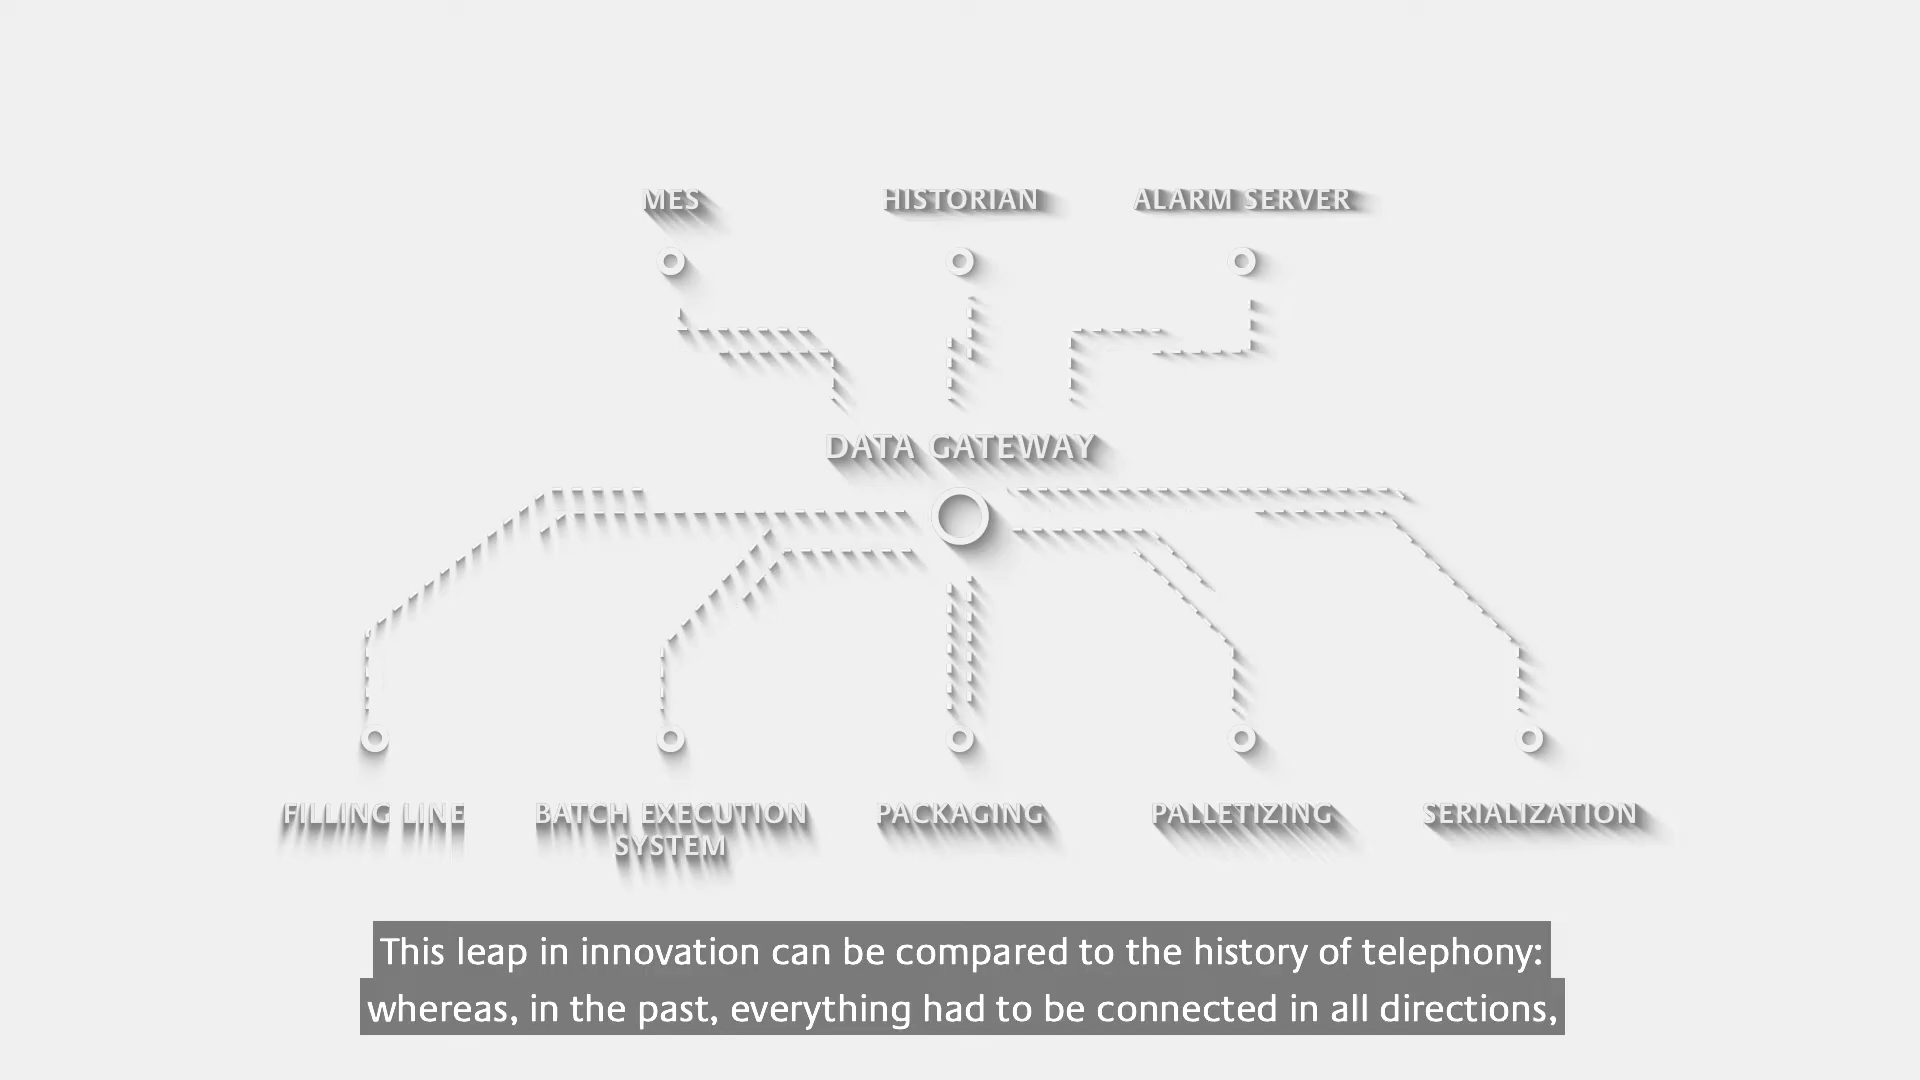 MES
HISTORIAN
ALARM SERVER
DATA GATEWAY
FILLING LINE
BATCH EXECUTION
SYSTEM
PACKAGING
PALLETIZING
SERIALIZATION
This leap in innovation can be compared to the history of telephony:
whereas, in the past, everything had to be connected in all directions,